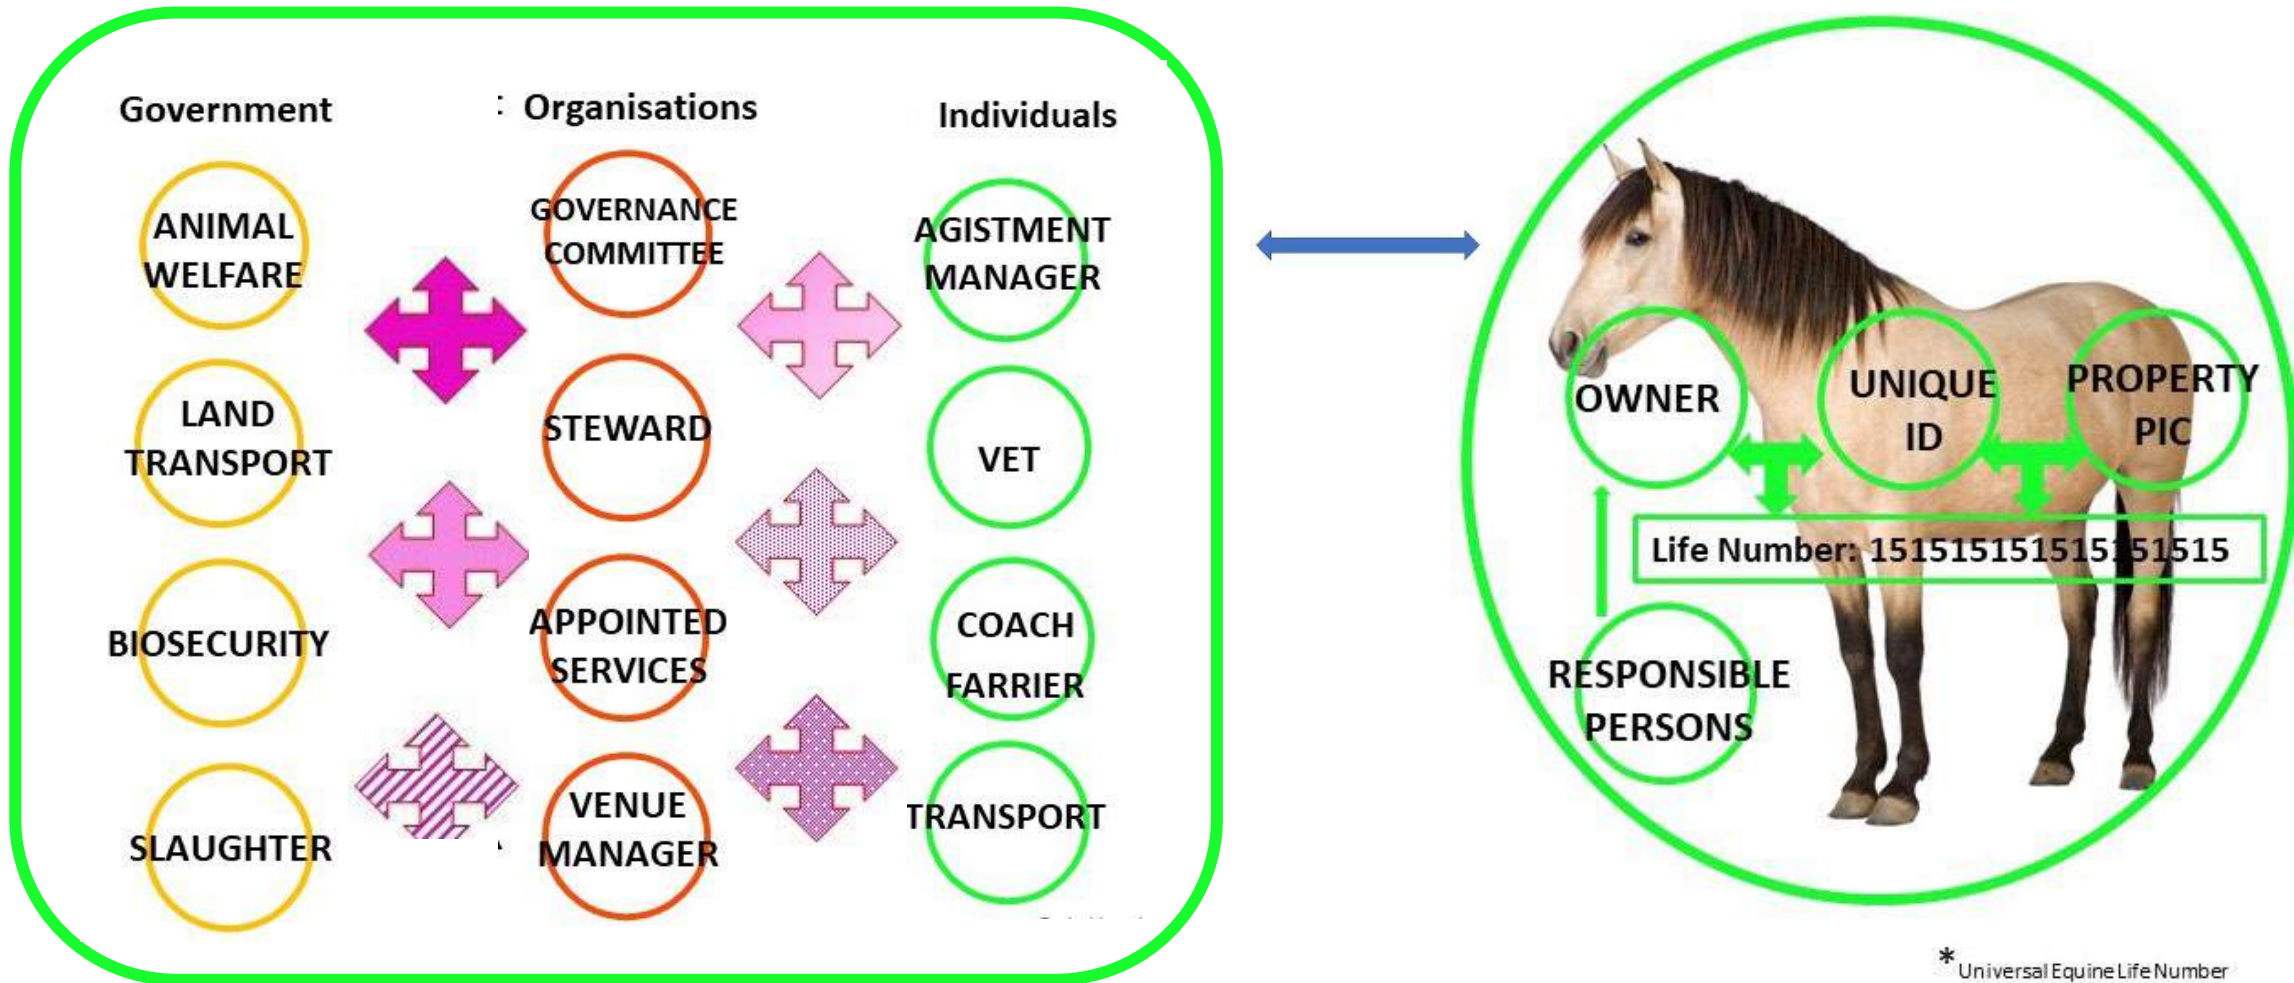 Government
ANIMAL
WELFARE
LAND
TRANSPORT
BIOSECURITY
SLAUGHTER
: Organisations
GOVERNANCE
COMMITTEE
STEWARD
APPOINTED
SERVICES
VENUE
MANAGER
Individuals
AGISTMENT
MANAGER
VET
COACH
FARRIER
TRANSPORT
OWNER
UNIQUE
ID
PROPERTY
PIC
Life Number: 151515151515151515
RESPONSIBLE
PERSONS
* Universal Equine Life Number